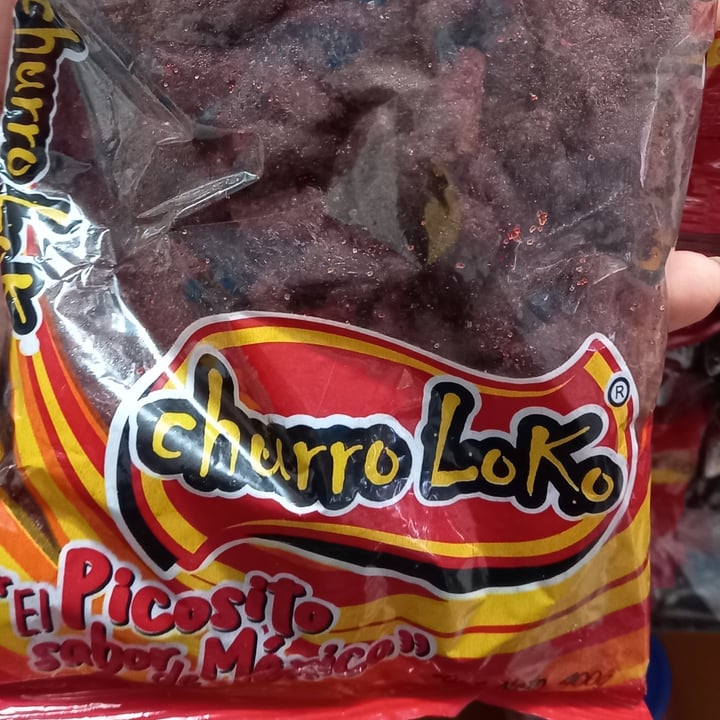 churro Loko
churro LoKo ®
"El Picosito
sabor de México"